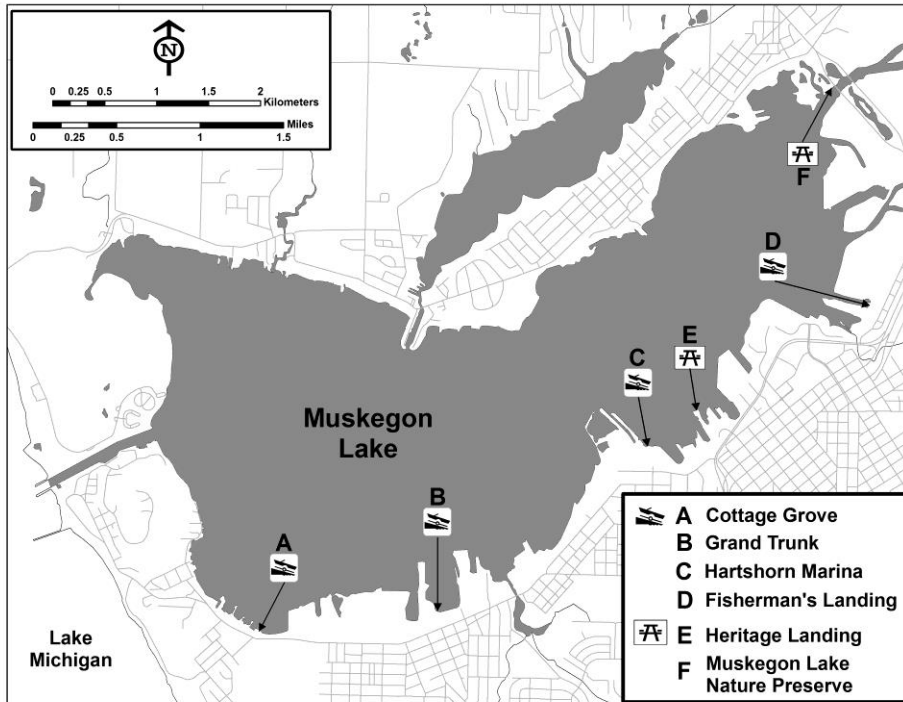 N
0 0.25 0.5 1 1.5 2
Kilometers
Miles
0 0.25 0.5 1 1.5
F
D
E
C
Muskegon
Lake
B
A
Lake
Michigan
A Cottage Grove
B Grand Trunk
C Hartshorn Marina
D Fisherman's Landing
E Heritage Landing
F Muskegon Lake
Nature Preserve